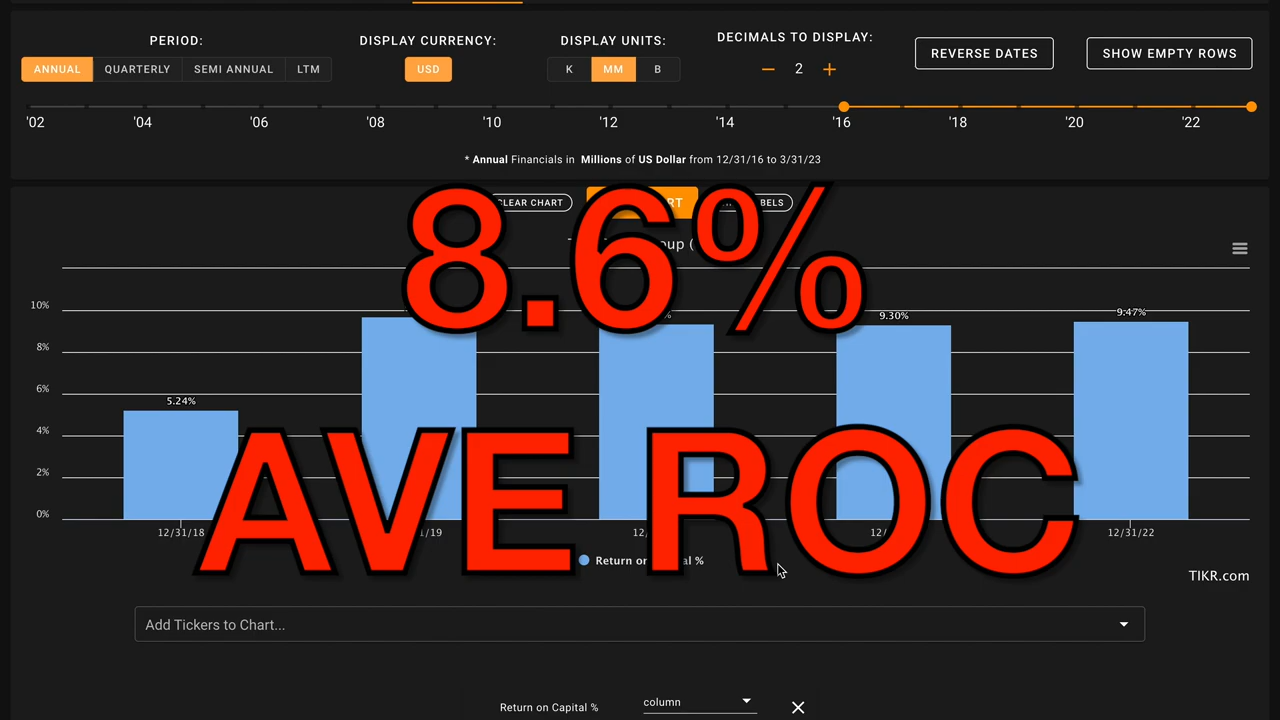 PERIOD:
DISPLAY CURRENCY:
DISPLAY UNITS:
DECIMALS TO DISPLAY:
ANNUAL QUARTERLY SEMI ANNUAL LTM
USD
K MM B
2
REVERSE DATES
SHOW EMPTY ROWS
'02 '04 '06 '08 '10 '12 '14 '16 '18 '20 '22
* Annual Financials in Millions of US Dollar from 12/31/16 to 3/31/23
CLEAR CHART
8.6%
10%
8%
6%
4%
2%
0%
5.24%
9.30%
9.47%
AVE ROC
12/31/18
12/31/22
Return
%
TIKR.com
Add Tickers to Chart...
Return on Capital %
column